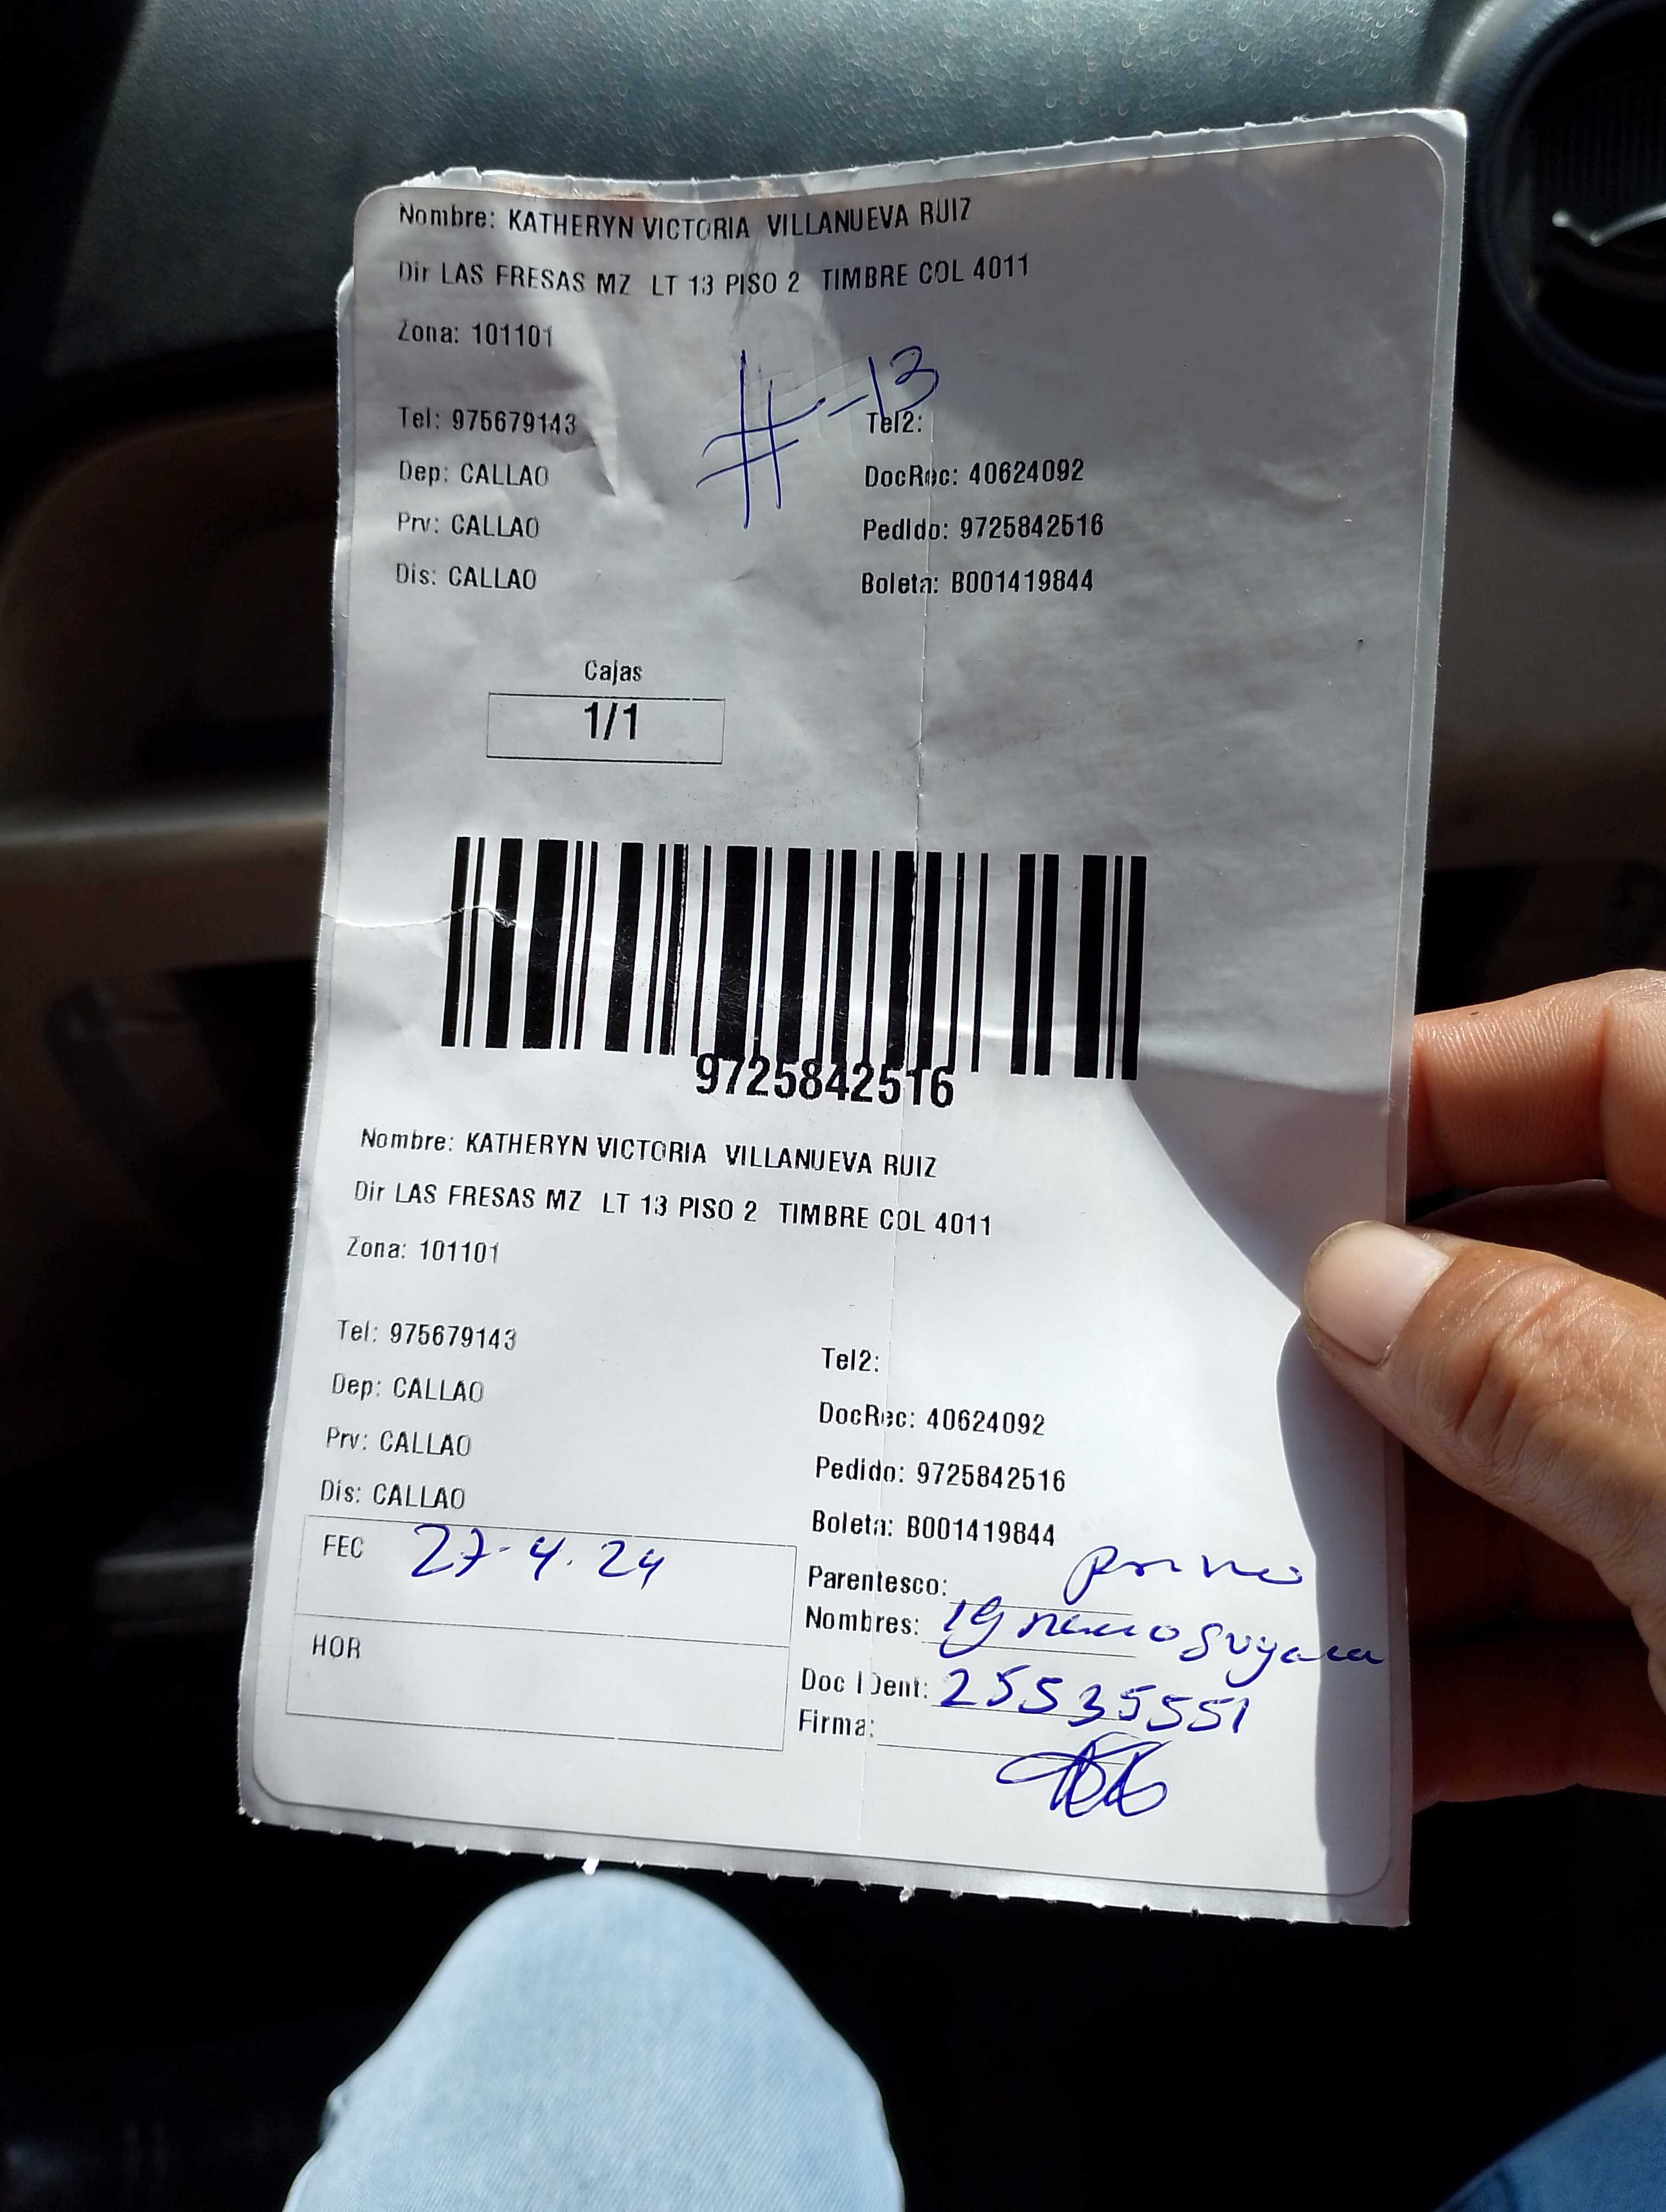 Nombre: KATHERYN VICTORIA VILLANUEVA RUIZ
Dir LAS FRESAS MZ LT 13 PISO 2 TIMBRE COL 4011
Zona: 101101
#-13
Tel: 975679143 Tel2:
Dep: CALLAO DocRec: 40624092
Prv: CALLAO Pedido: 9725842516
Dis: CALLAO Boleta: B001419844
Cajas
1/1
9725842516
Nombre: KATHERYN VICTORIA VILLANUEVA RUIZ
Dir LAS FRESAS MZ LT 13 PISO 2 TIMBRE COL 4011
Zona: 101101
Tel: 975679143 Tel2:
Dep: CALLAO DocRec: 40624092
Prv: CALLAO Pedido: 9725842516
Dis: CALLAO Boleta: B001419844
FEC 27-4.24
HOR
Parentesco: primo
Nombres:
Doc IDent: 25535551
Firma: